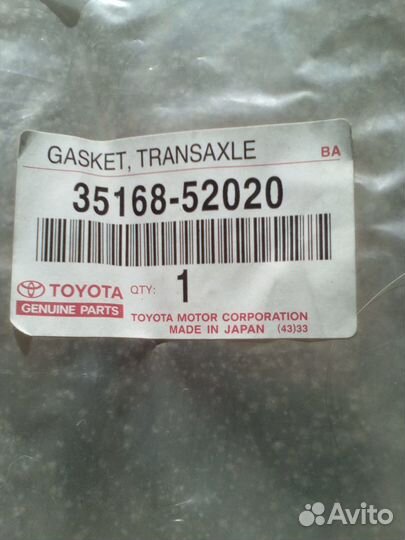 GASKET, TRANSAXLE BA
35168-52020
TOYOTA QTY: 1
GENUINE PARTS
TOYOTA MOTOR CORPORATION
MADE IN JAPAN (43)33
Avito